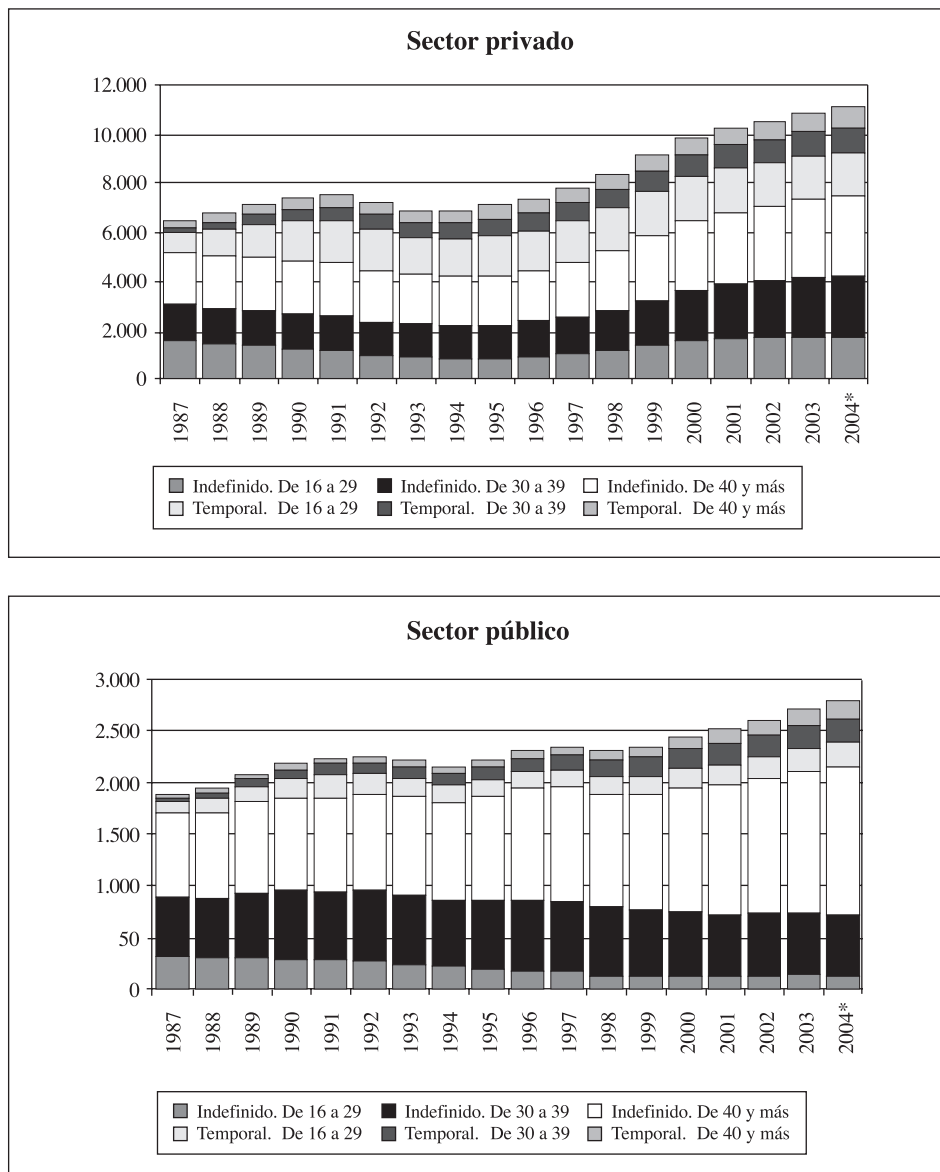 Sector privado
12.000
10.000
8.000
6.000
4.000
2.000
0
1987 1988 1989 1990 1991 1992 1993 1994 1995 1996 1997 1998 1999 2000 2001 2002 2003 2004*
Indefinido. De 16 a 29 Indefinido. De 30 a 39 Indefinido. De 40 y más
Temporal. De 16 a 29 Temporal. De 30 a 39 Temporal. De 40 y más
Sector público
3.000
2.500
2.000
1.500
1.000
50
0
1987 1988 1989 1990 1991 1992 1993 1994 1995 1996 1997 1998 1999 2000 2001 2002 2003 2004*
Indefinido. De 16 a 29 Indefinido. De 30 a 39 Indefinido. De 40 y más
Temporal. De 16 a 29 Temporal. De 30 a 39 Temporal. De 40 y más